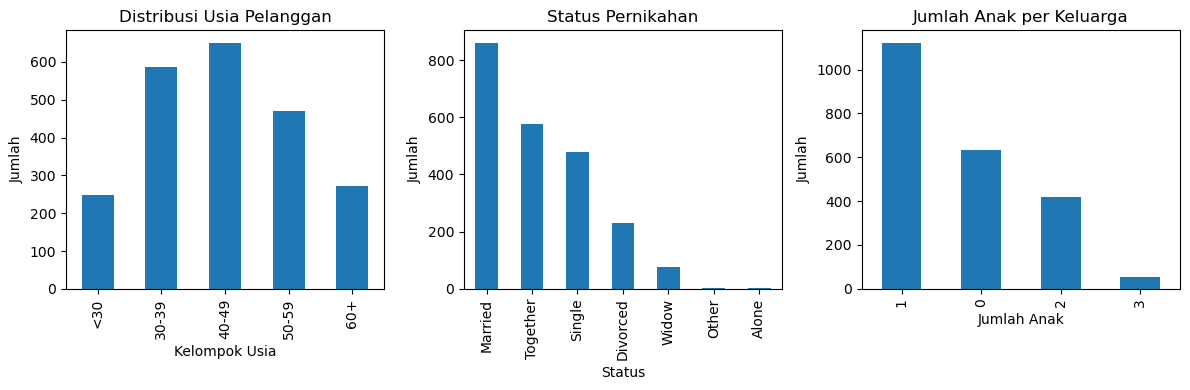 Distribusi Usia Pelanggan
600
500
400
300
200
100
0
Jumlah
<30
30-39
40-49
50-59
60+
Kelompok Usia
Status Pernikahan
800
600
400
200
0
Jumlah
Married
Together
Single
Divorced
Widow
Other
Alone
Status
Jumlah Anak per Keluarga
1000
800
600
400
200
0
Jumlah
1
0
2
3
Jumlah Anak